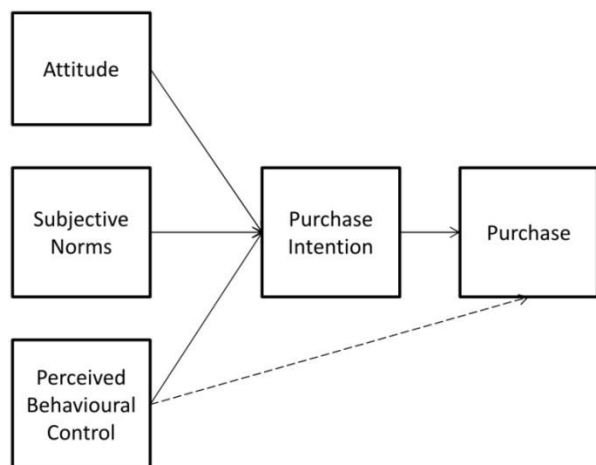 Attitude
Subjective
Norms
Purchase
Intention
Purchase
Perceived
Behavioural
Control